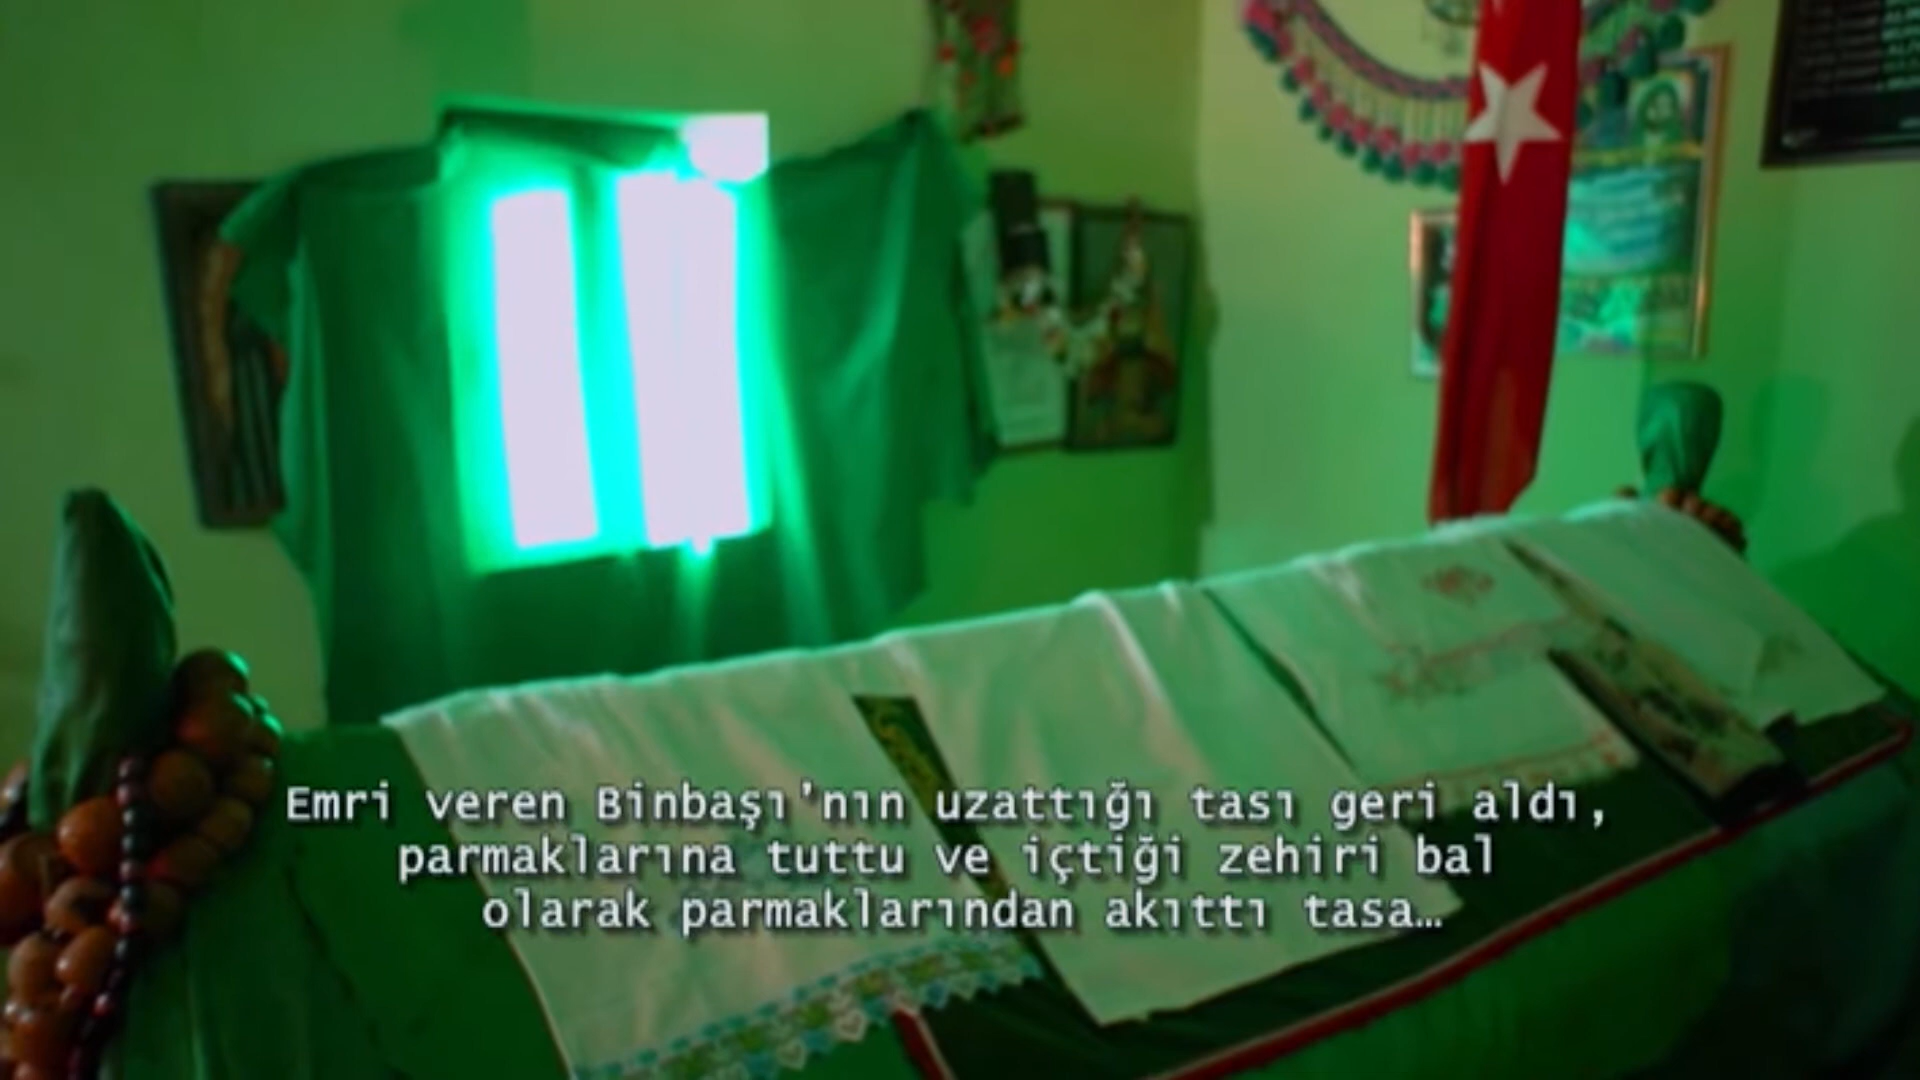 Emri veren Binbaşı'nın uzattığı tası geri aldı,
parmaklarına tuttu ve içtiği zehiri bal
olarak parmaklarından akıttı tasa…